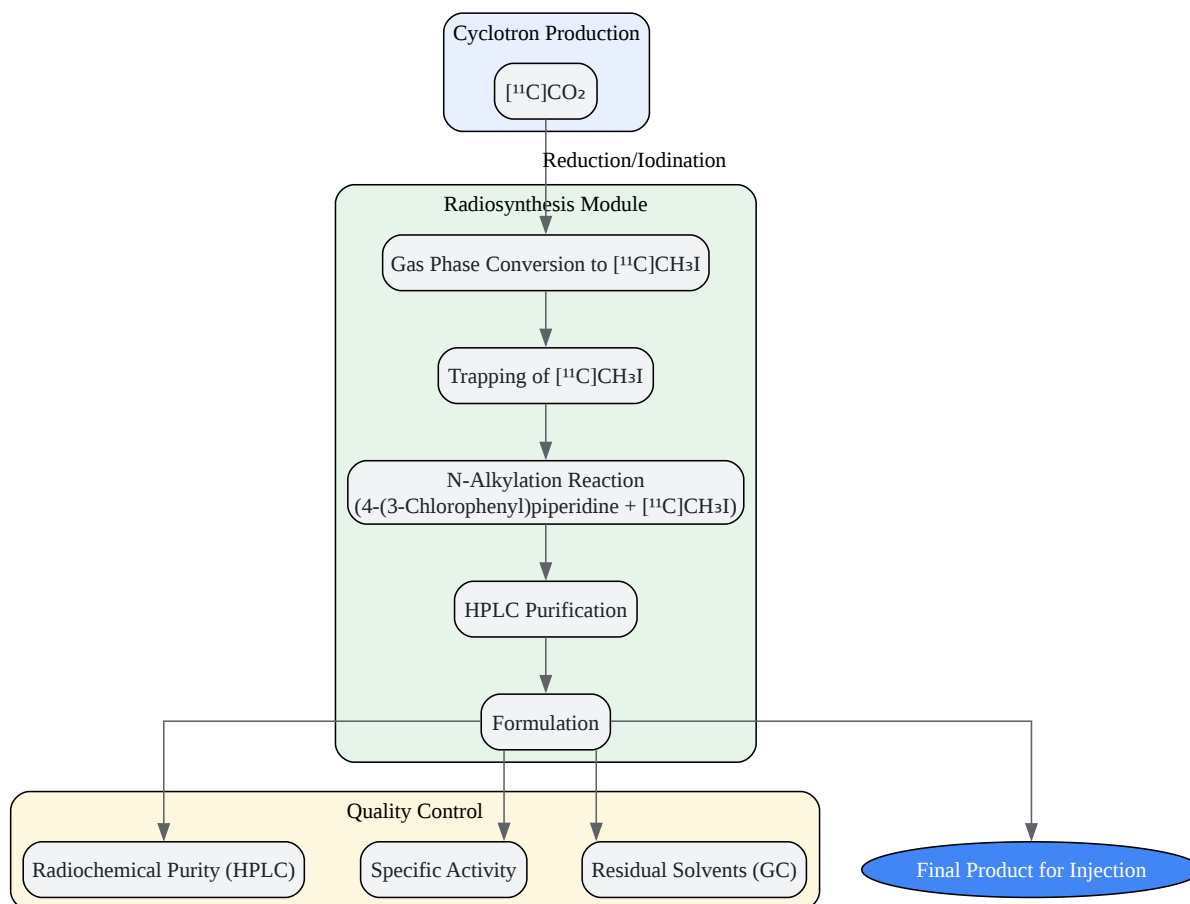 Cyclotron Production
[¹¹C]CO₂
Reduction/Iodination
Radiosynthesis Module
Gas Phase Conversion to [¹¹C]CH₃I
Trapping of [¹¹C]CH₃I
N-Alkylation Reaction
(4-(3-Chlorophenyl)piperidine + [¹¹C]CH₃I)
HPLC Purification
Formulation
Quality Control
Radiochemical Purity (HPLC)
Specific Activity
Residual Solvents (GC)
Final Product for Injection